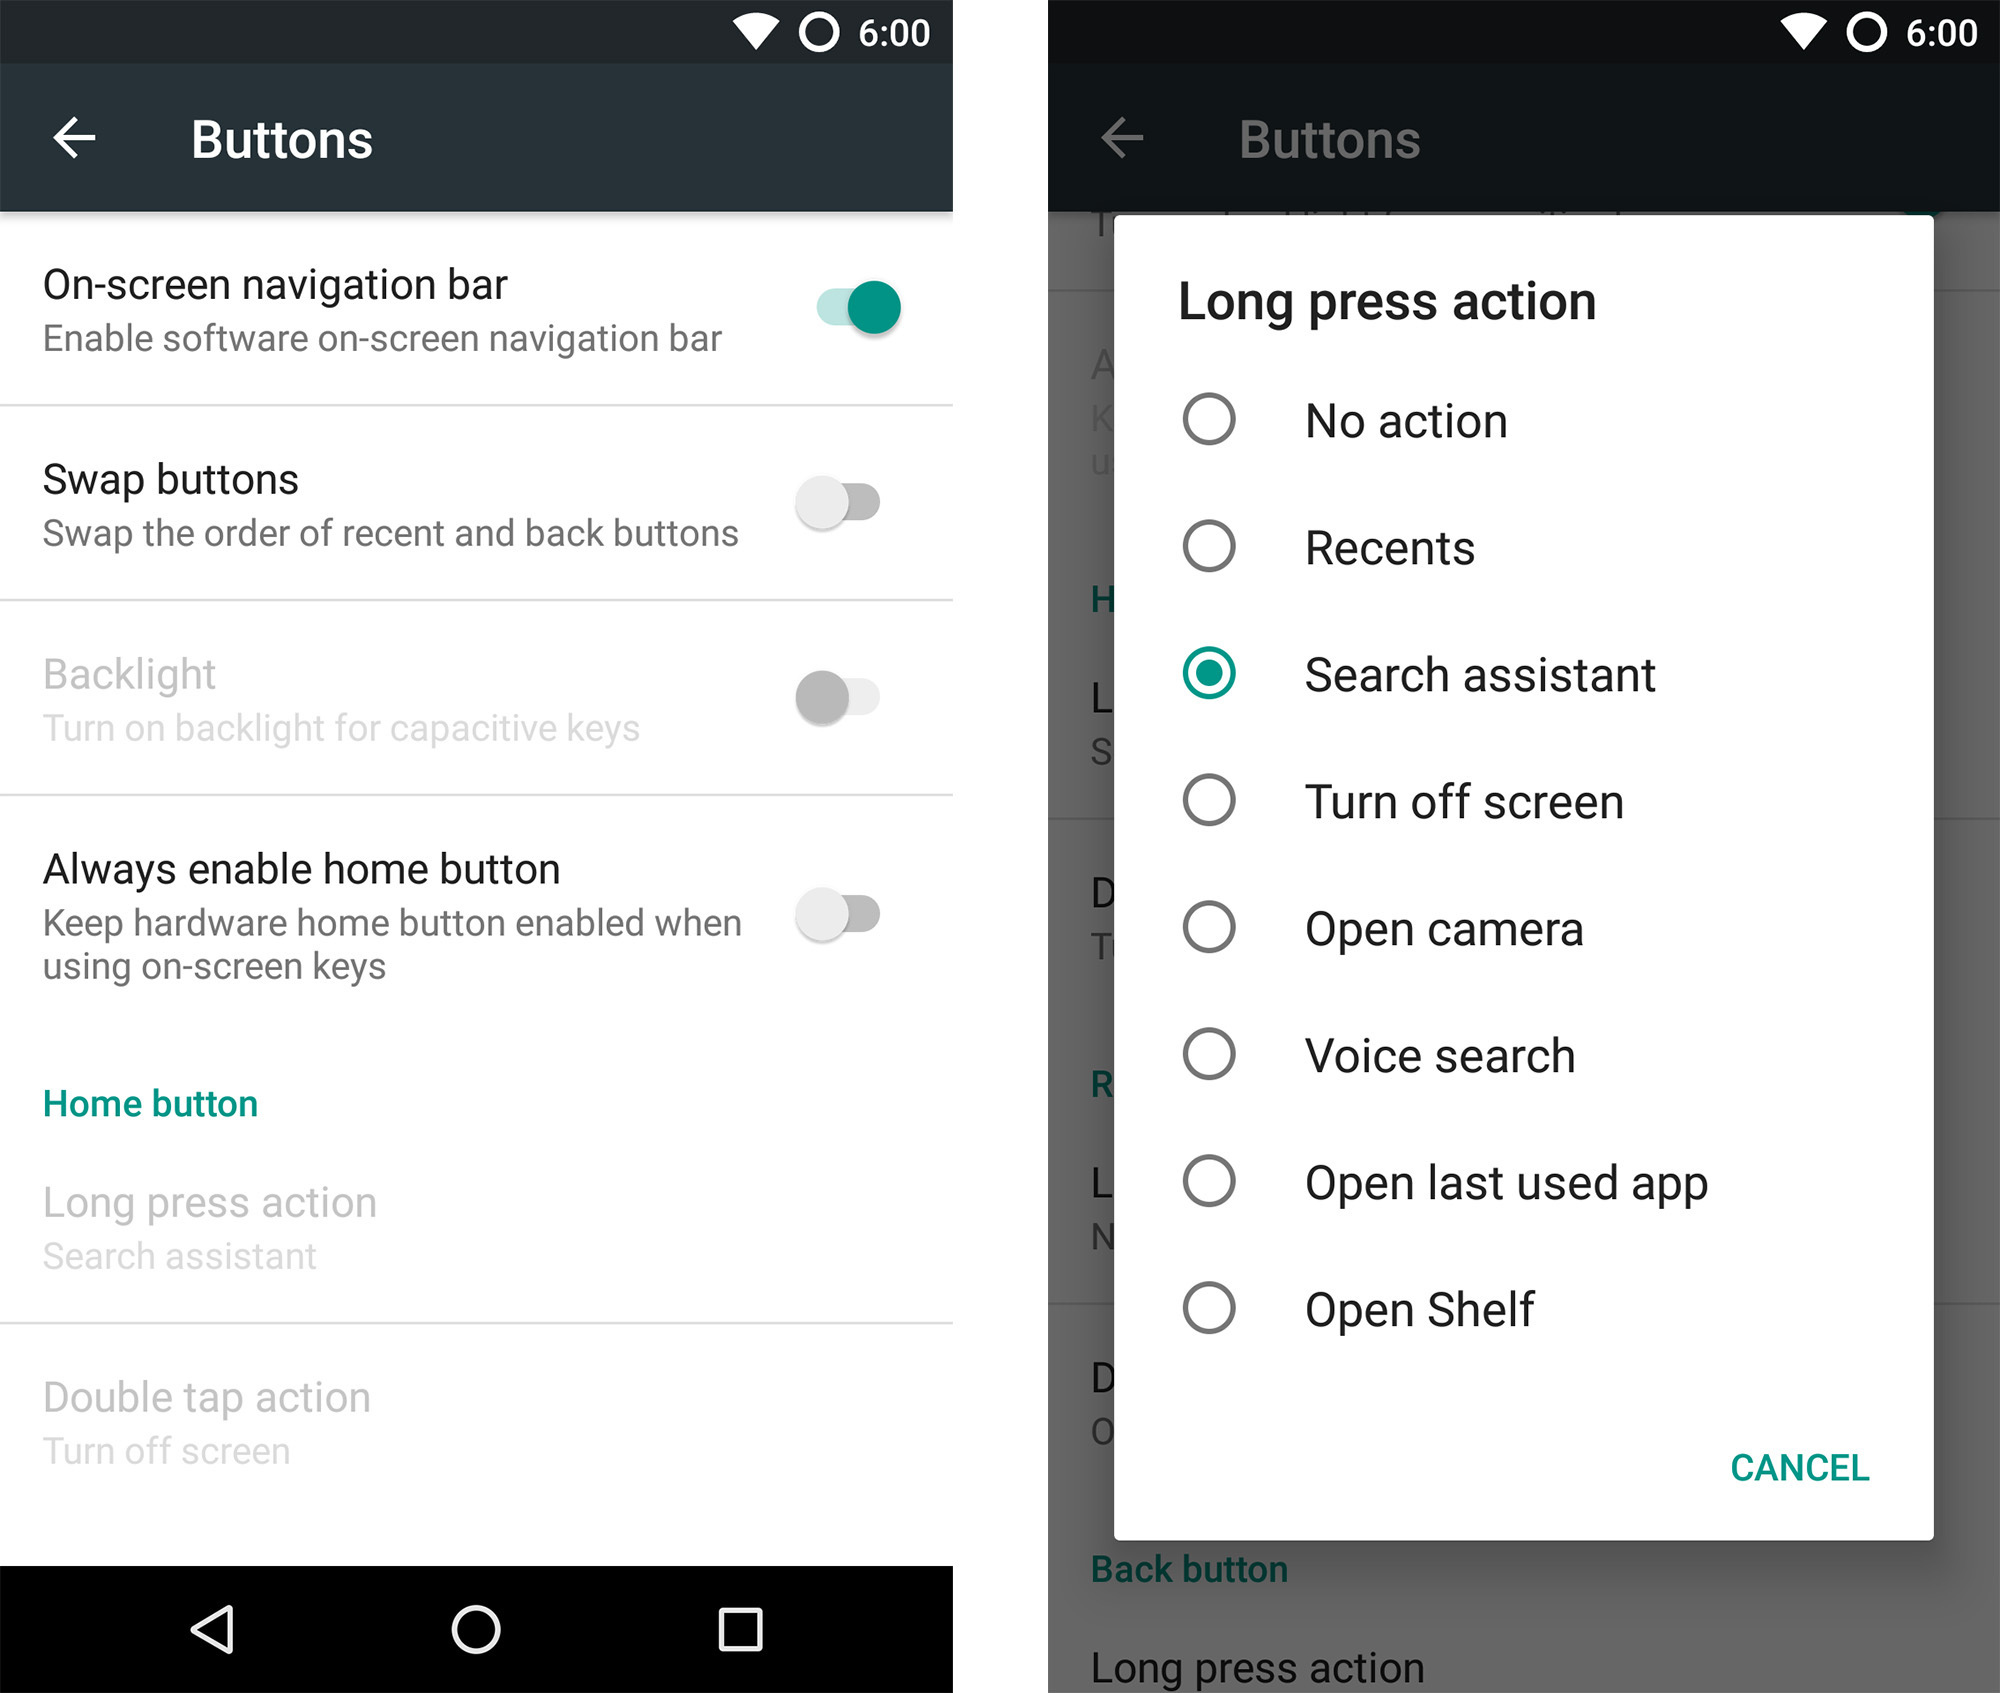 6:00
Buttons
On-screen navigation bar
Enable software on-screen navigation bar
Swap buttons
Swap the order of recent and back buttons
Backlight
Turn on backlight for capacitive keys
Always enable home button
Keep hardware home button enabled when
using on-screen keys
Home button
Long press action
Search assistant
Double tap action
Turn off screen
6:00
Buttons
Long press action
No action
Recents
Search assistant
Turn off screen
Open camera
Voice search
Open last used app
Open Shelf
CANCEL
Back button
Long press action